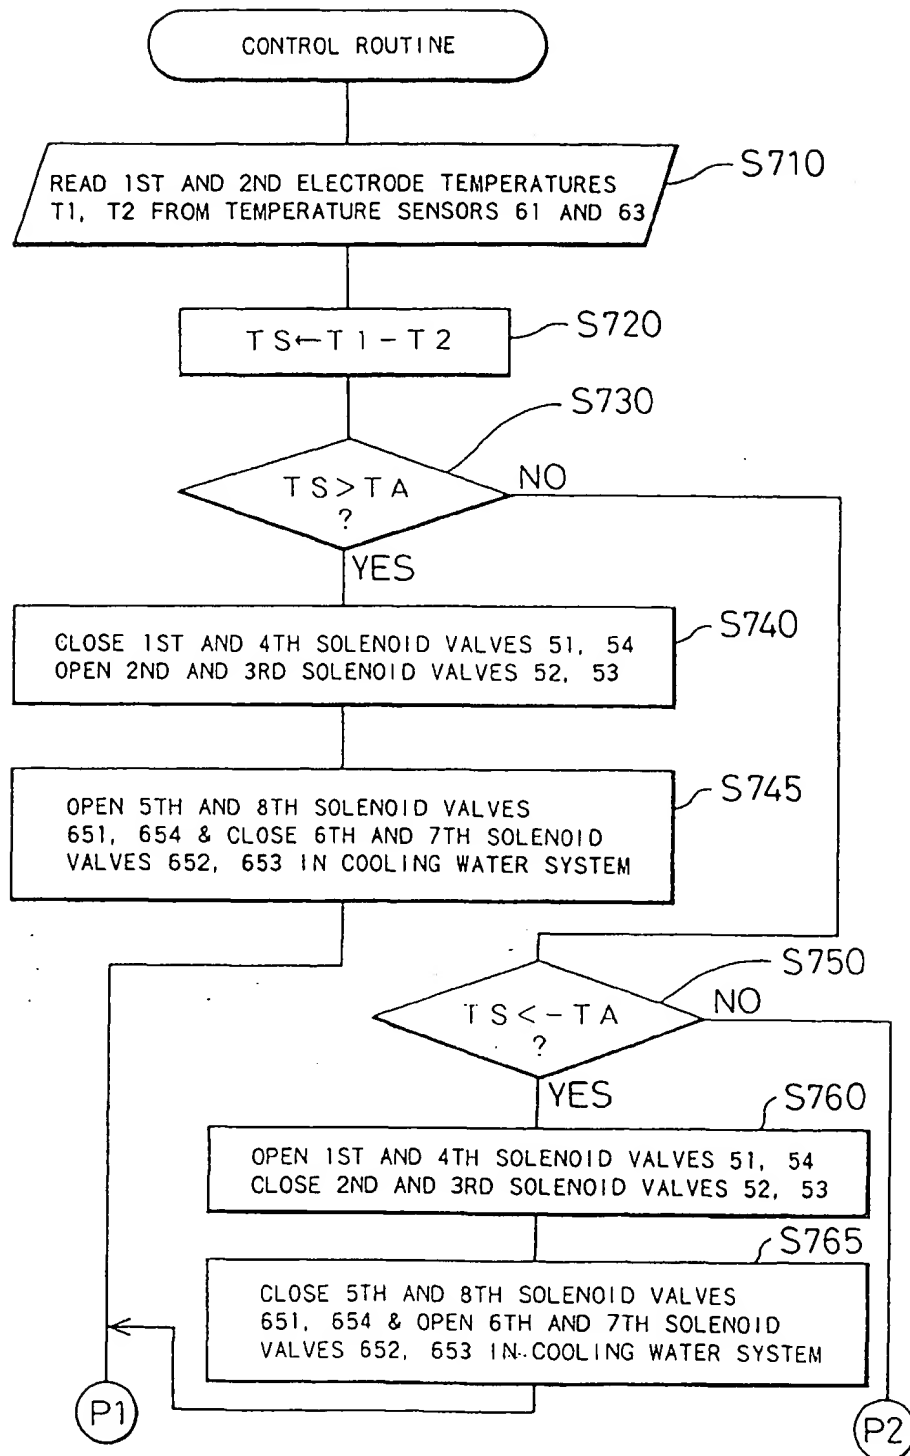 CONTROL ROUTINE
S710
READ 1ST AND 2ND ELECTRODE TEMPERATURES
T1, T2 FROM TEMPERATURE SENSORS 61 AND 63
S720
TS←T1-T2
S730
TS>TA
?
NO
YES
S740
CLOSE 1ST AND 4TH SOLENOID VALVES 51, 54
OPEN 2ND AND 3RD SOLENOID VALVES 52, 53
S745
OPEN 5TH AND 8TH SOLENOID VALVES
651, 654 & CLOSE 6TH AND 7TH SOLENOID
VALVES 652, 653 IN COOLING WATER SYSTEM
S750
TS<-TA
?
NO
YES
S760
OPEN 1ST AND 4TH SOLENOID VALVES 51, 54
CLOSE 2ND AND 3RD SOLENOID VALVES 52, 53
S765
CLOSE 5TH AND 8TH SOLENOID VALVES
651, 654 & OPEN 6TH AND 7TH SOLENOID
VALVES 652, 653 IN COOLING WATER SYSTEM
P1
P2